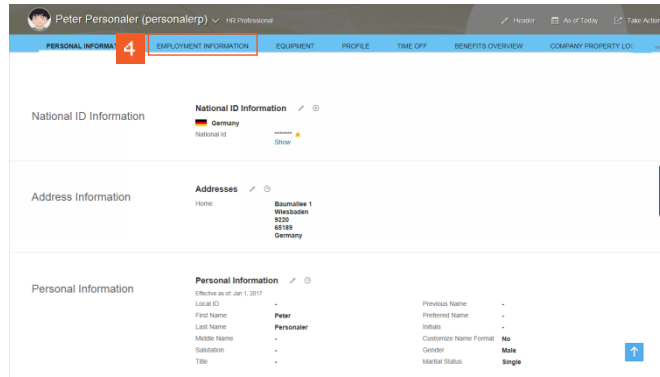 Peter Personaler (personalerp) HR Professional Header As of Today Take Action
PERSONAL INFORMAT 4 EMPLOYMENT INFORMATION EQUIPMENT PROFILE TIME OFF BENEFITS OVERVIEW COMPANY PROPERTY LOC
National ID Information
National ID Information
Germany
National Id ******* ★
Show
Address Information
Addresses
Home Baumallee 1
Wiesbaden
9220
65189
Germany
Personal Information
Personal Information
Effective as of: Jan 1, 2017
Local ID - Previous Name -
First Name Peter Preferred Name -
Last Name Personaler Initials -
Middle Name - Customize Name Format No
Salutation - Gender Male
Title - Marital Status Single